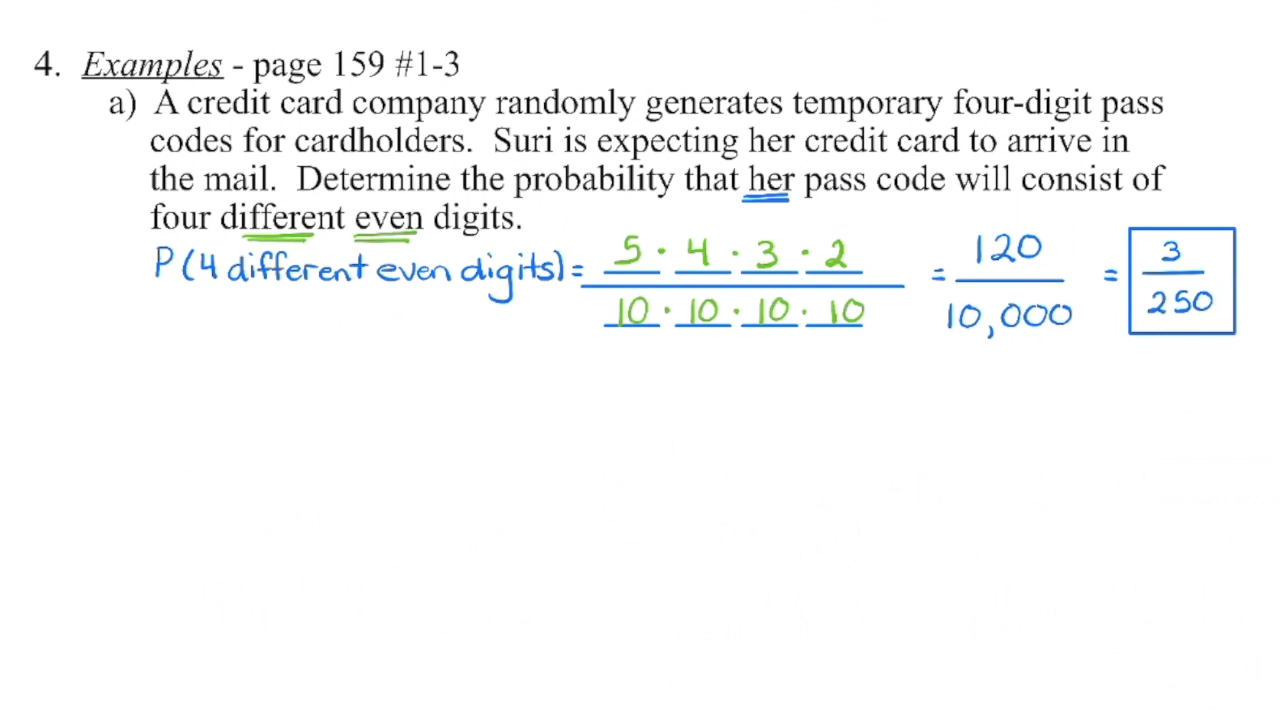 4. Examples - page 159 #1-3
a) A credit card company randomly generates temporary four-digit pass
codes for cardholders. Suri is expecting her credit card to arrive in
the mail. Determine the probability that her pass code will consist of
four different even digits.
P(4 different even digits) = 5 · 4 · 3 · 2 / 10 · 10 · 10 · 10 = 120 / 10,000 = 3 / 250